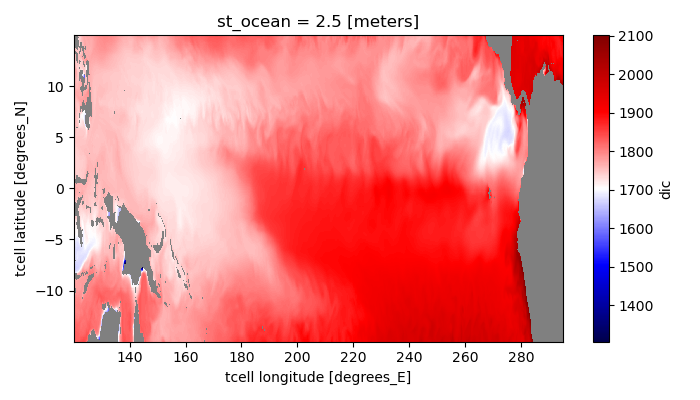 st_ocean = 2.5 [meters]
tcell latitude [degrees_N]
10
5
0
−5
−10
140 160 180 200 220 240 260 280
tcell longitude [degrees_E]
2100
2000
1900
1800
1700
1600
1500
1400
dic